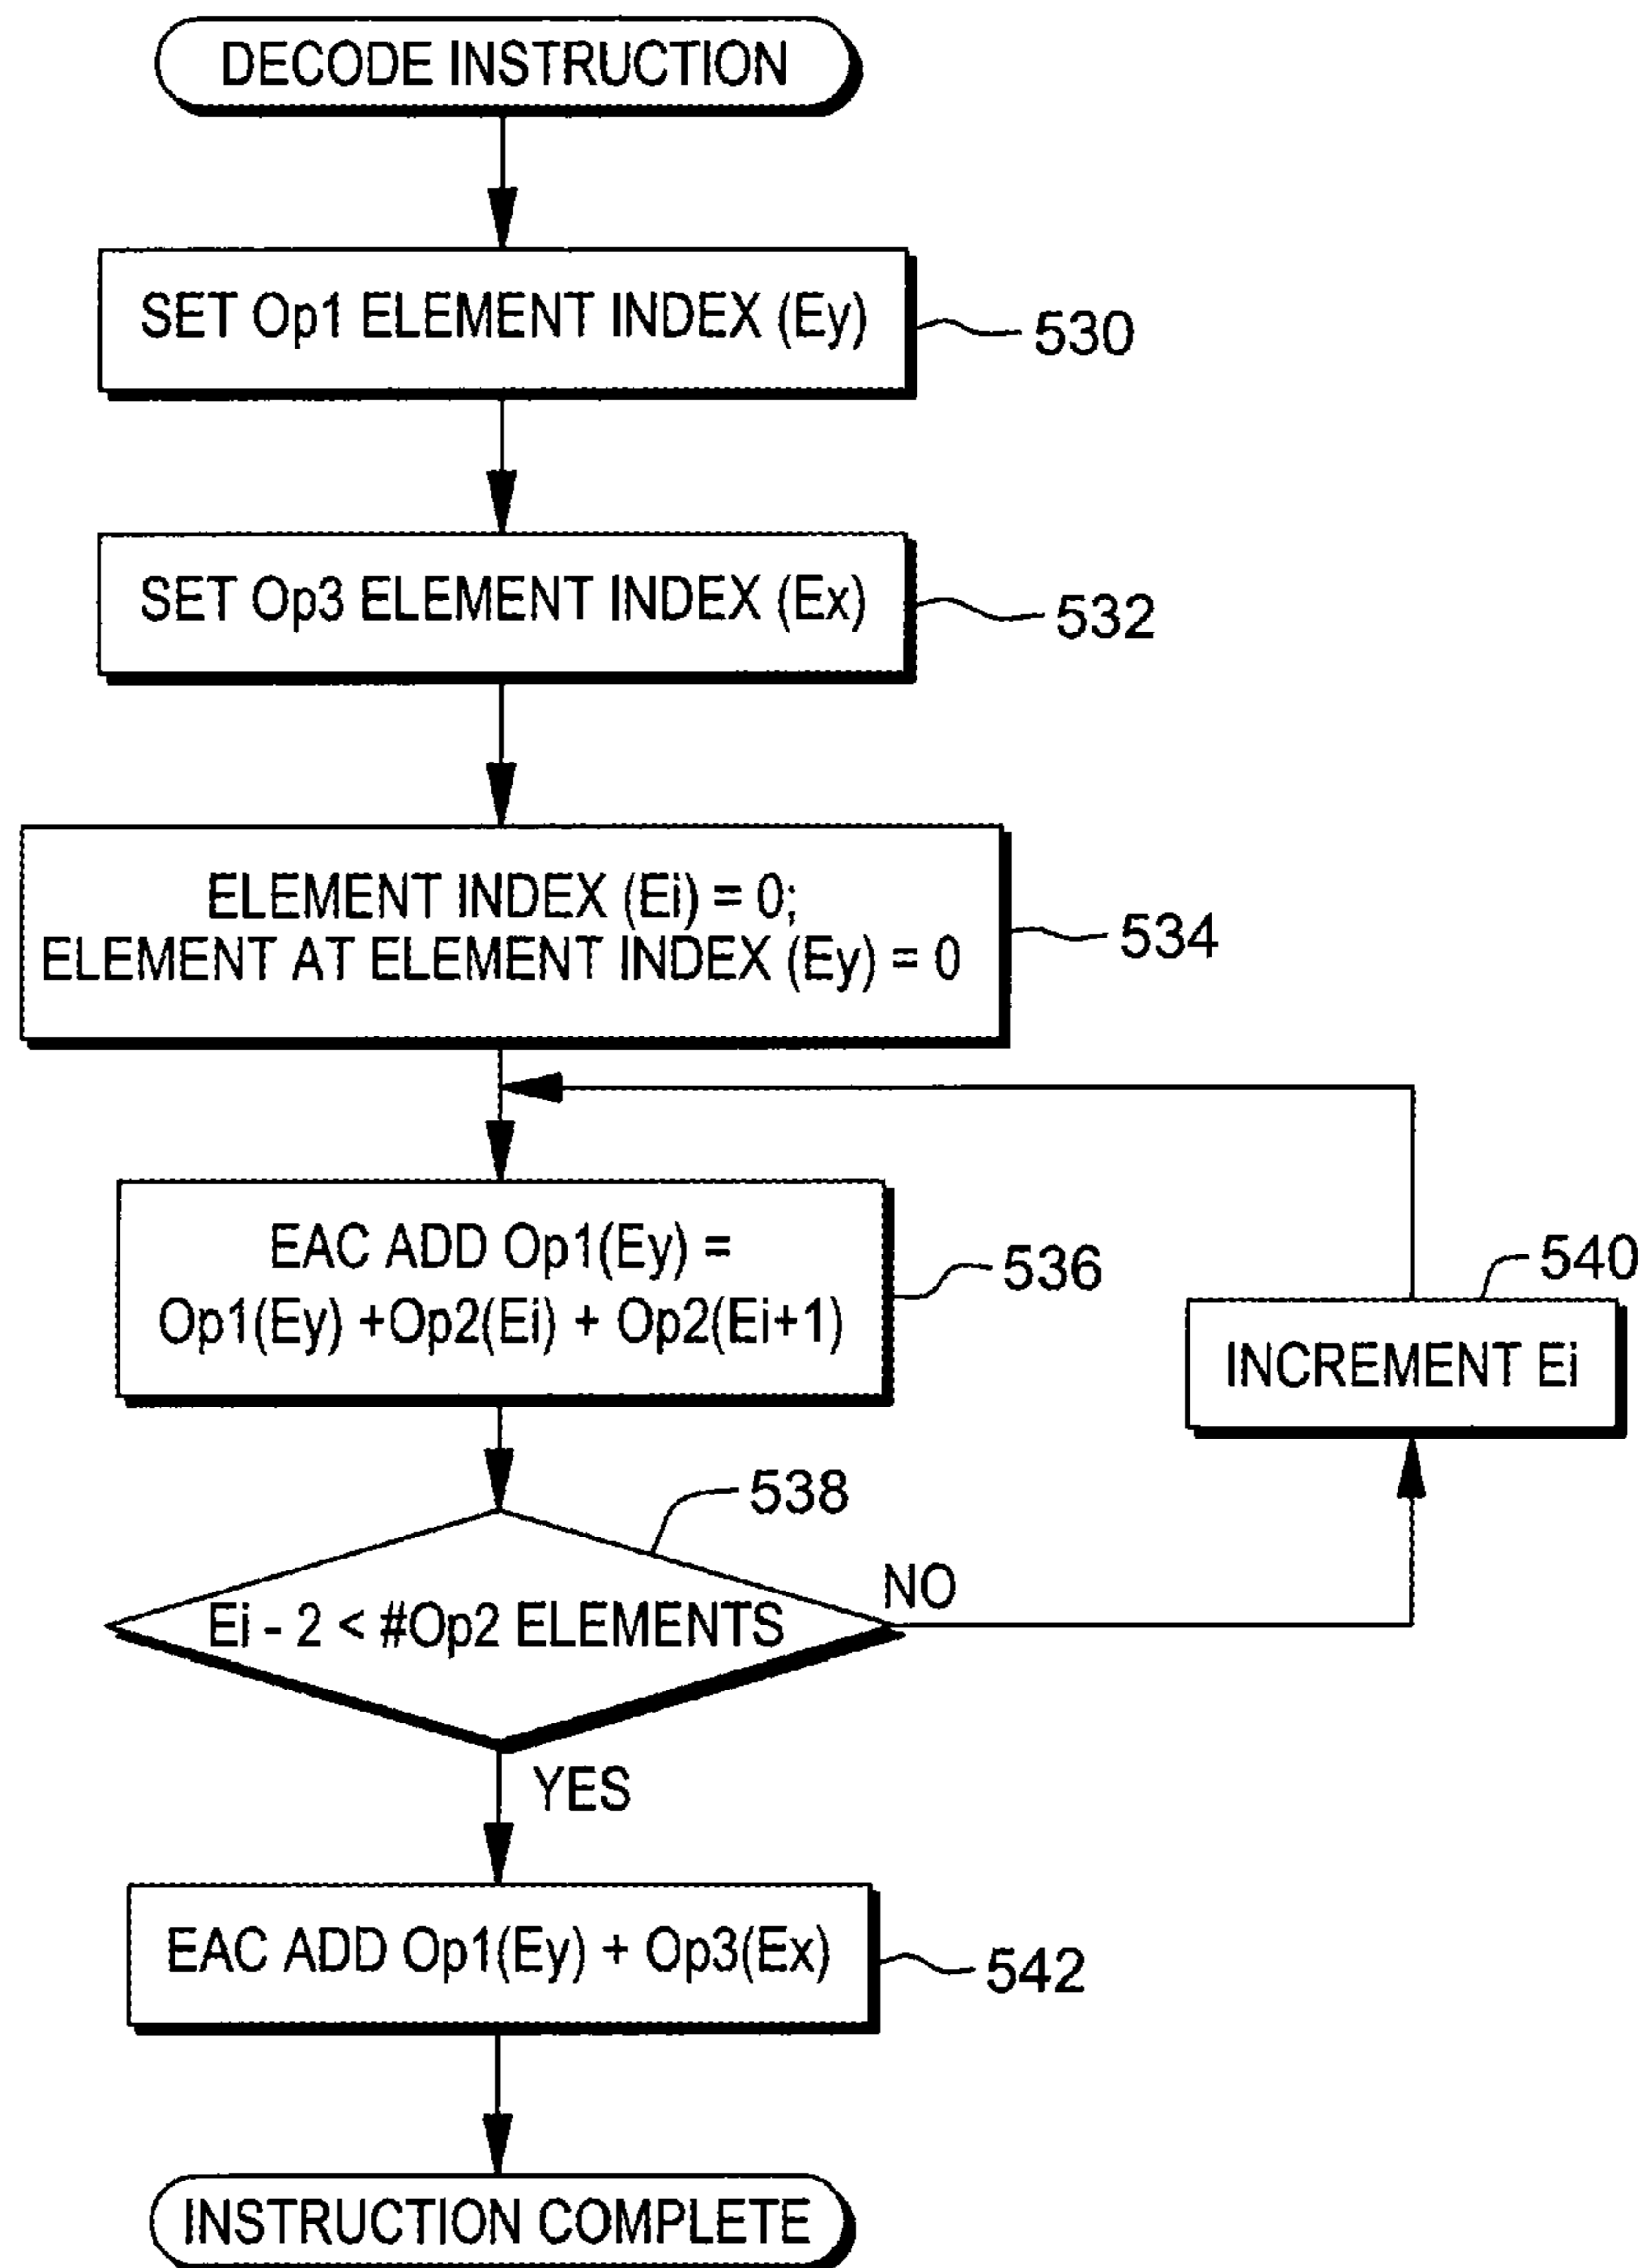 DECODE INSTRUCTION
SET Op1 ELEMENT INDEX (Ey)
530
SET Op3 ELEMENT INDEX (Ex)
532
ELEMENT INDEX (Ei) = 0;
ELEMENT AT ELEMENT INDEX (Ey) = 0
534
EAC ADD Op1(Ey) =
Op1(Ey) +Op2(Ei) + Op2(Ei+1)
536
540
INCREMENT Ei
538
Ei - 2 < #Op2 ELEMENTS
NO
YES
EAC ADD Op1(Ey) + Op3(Ex)
542
INSTRUCTION COMPLETE